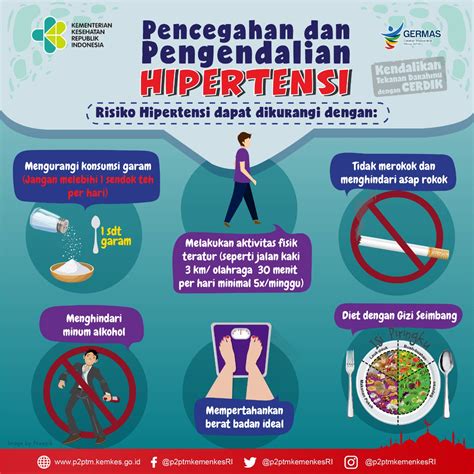 KEMENTERIAN
KESEHATAN
REPUBLIK
INDONESIA
GERMAS
Pencegahan dan
Pengendalian
HIPERTENSI
Kendalikan
Tekanan Darahmu
dengan CERDIK
Risiko Hipertensi dapat dikurangi dengan:
Mengurangi konsumsi garam
(Jangan melebihi 1 sendok teh
per hari)
1 sdt
garam
Melakukan aktivitas fisik
teratur (seperti jalan kaki
3 km/ olahraga 30 menit
per hari minimal 5x/minggu)
Tidak merokok dan
menghindari asap rokok
Menghindari
minum alkohol
Mempertahankan
berat badan ideal
Diet dengan Gizi Seimbang
Isi Piringku
www.p2ptm.kemkes.go.id
@p2ptmkemenkesRI
@p2ptmkemenkesRI
@p2ptmkemenkesRI